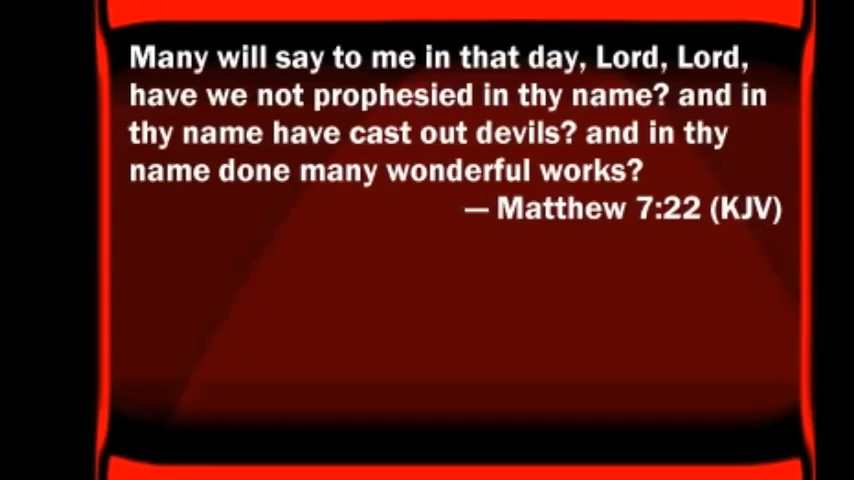 Many will say to me in that day, Lord, Lord,
have we not prophesied in thy name? and in
thy name have cast out devils? and in thy
name done many wonderful works?
— Matthew 7:22 (KJV)